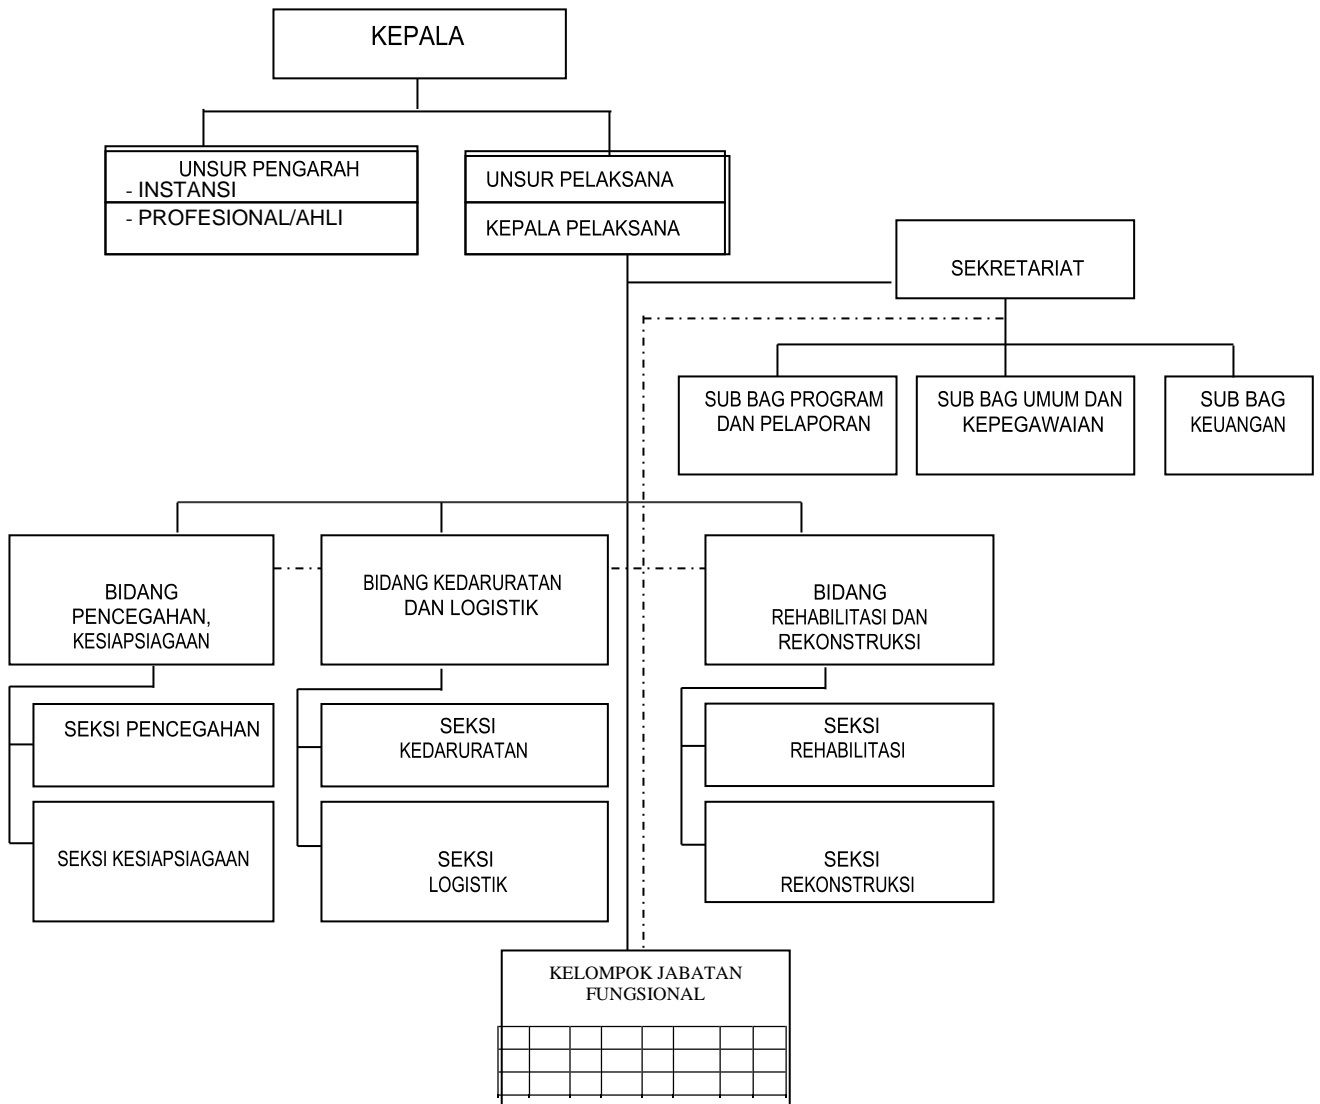 KEPALA
UNSUR PENGARAH
- INSTANSI
- PROFESIONAL/AHLI
UNSUR PELAKSANA
KEPALA PELAKSANA
SEKRETARIAT
SUB BAG PROGRAM
DAN PELAPORAN
SUB BAG UMUM DAN
KEPEGAWAIAN
SUB BAG
KEUANGAN
BIDANG
PENCEGAHAN,
KESIAPSIAGAAN
BIDANG KEDARURATAN
DAN LOGISTIK
BIDANG
REHABILITASI DAN
REKONSTRUKSI
SEKSI PENCEGAHAN
SEKSI
KEDARURATAN
SEKSI
REHABILITASI
SEKSI KESIAPSIAGAAN
SEKSI
LOGISTIK
SEKSI
REKONSTRUKSI
KELOMPOK JABATAN
FUNGSIONAL